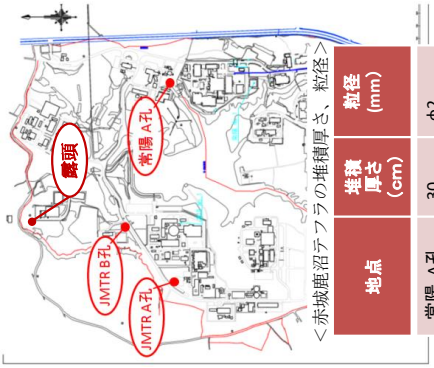 露頭
常陽 A孔
JMTR B孔
JMTR A孔
<赤城鹿沼テフラの堆積厚さ、粒径>
地点
堆積
厚さ
(cm)
粒径
(mm)
常陽 A孔
30
φ2